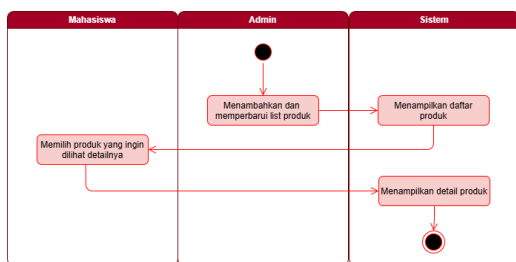 Mahasiswa
Admin
Sistem
Menambahkan dan
memperbarui list produk
Menampilkan daftar
produk
Memilih produk yang ingin
dilihat detailnya
Menampilkan detail produk